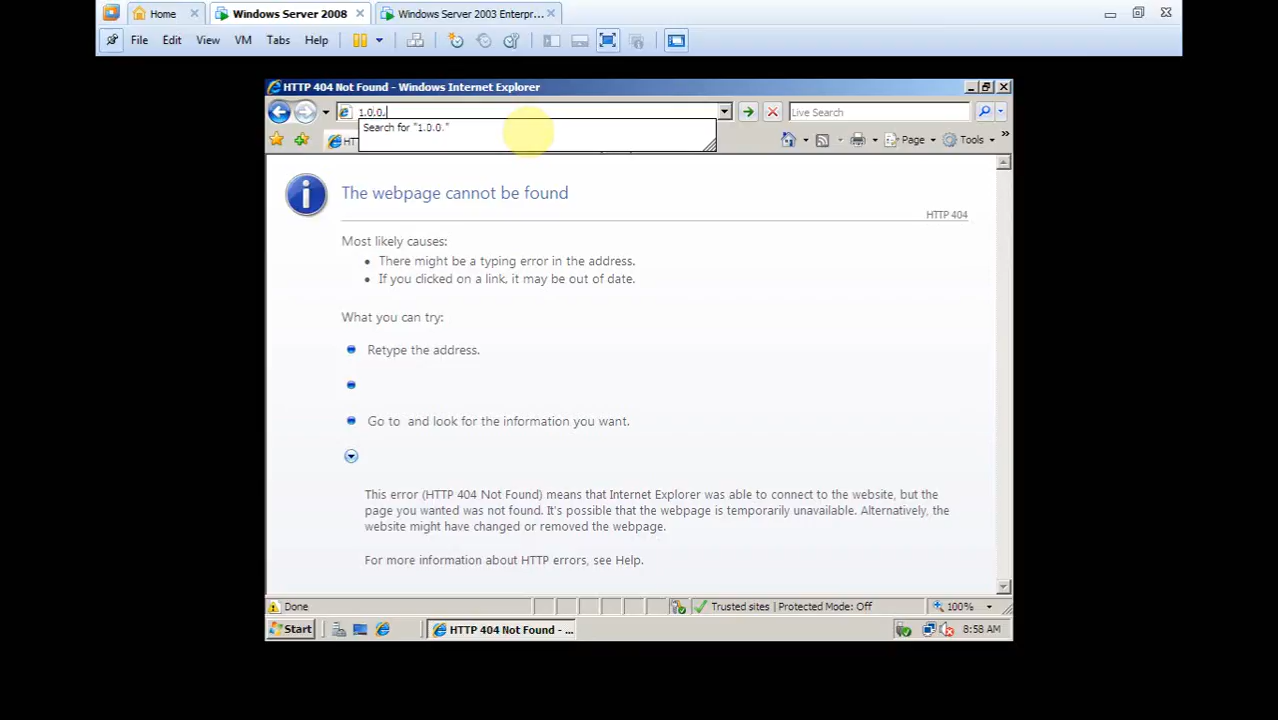 Home
Windows Server 2008
Windows Server 2003 Enterpr...
File Edit View VM Tabs Help
HTTP 404 Not Found - Windows Internet Explorer
1.0.0.
Live Search
Search for "1.0.0."
HT
Page Tools
The webpage cannot be found
HTTP 404
Most likely causes:
There might be a typing error in the address.
If you clicked on a link, it may be out of date.
What you can try:
Retype the address.
Go to and look for the information you want.
This error (HTTP 404 Not Found) means that Internet Explorer was able to connect to the website, but the
page you wanted was not found. It's possible that the webpage is temporarily unavailable. Alternatively, the
website might have changed or removed the webpage.
For more information about HTTP errors, see Help.
Done
Trusted sites | Protected Mode: Off
100%
Start
HTTP 404 Not Found - ...
8:58 AM